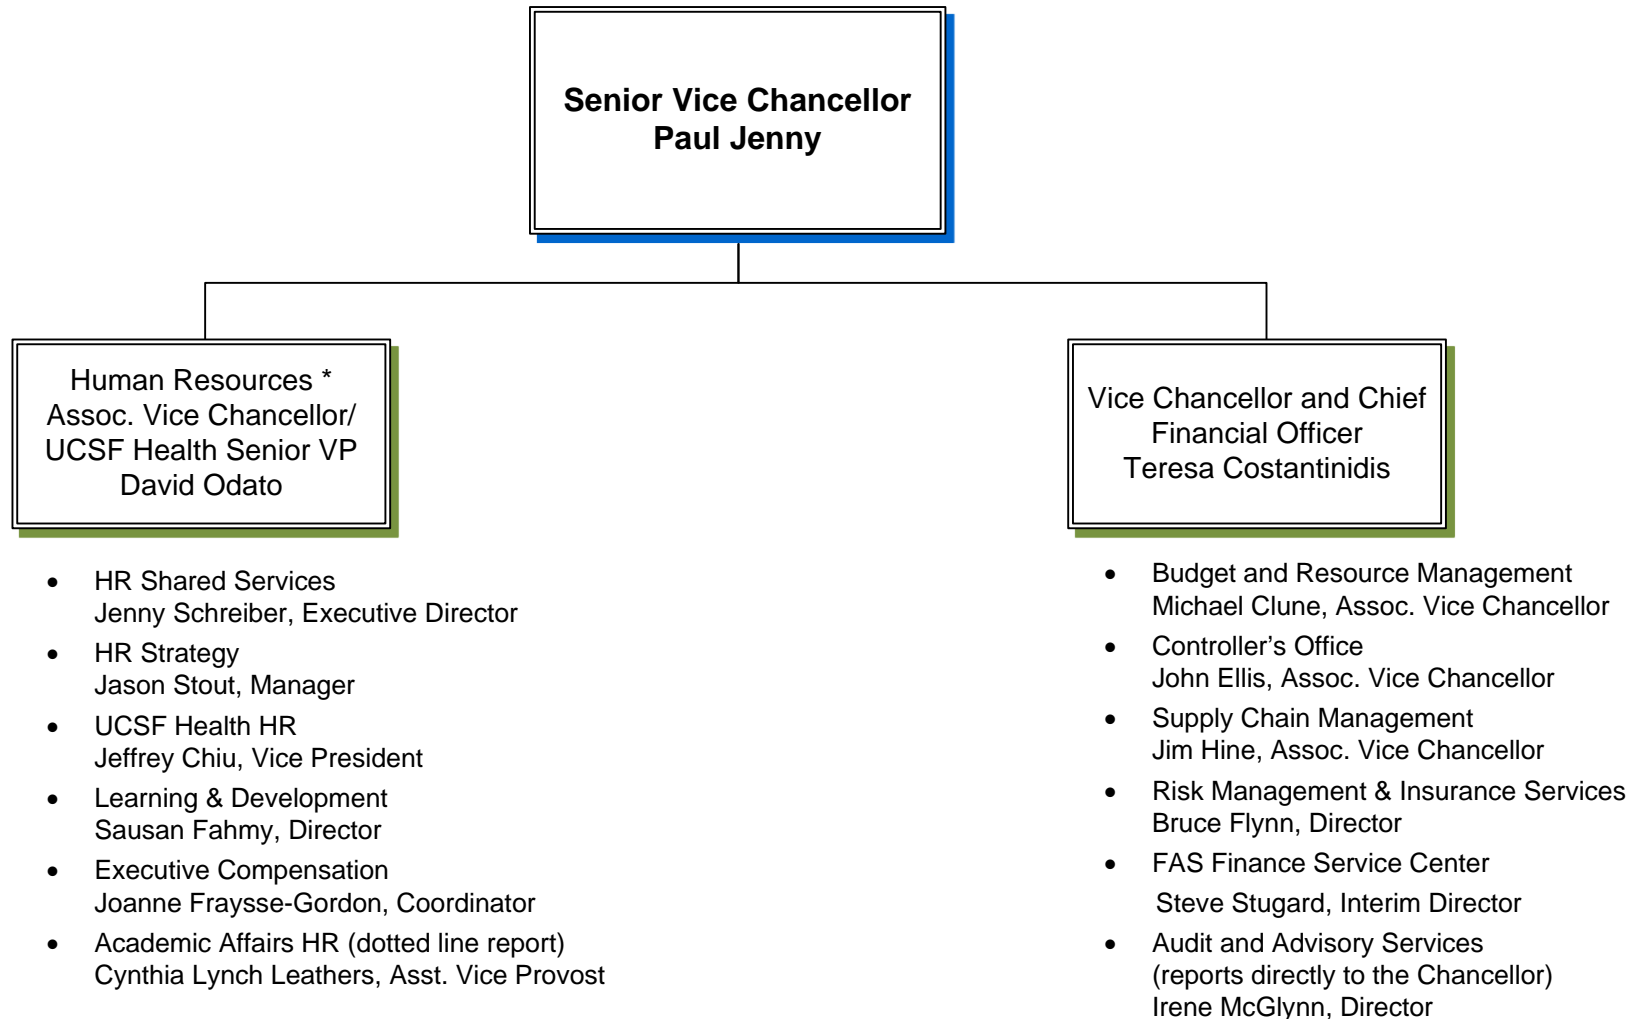 Senior Vice Chancellor
Paul Jenny
Human Resources *
Assoc. Vice Chancellor/
UCSF Health Senior VP
David Odato
• HR Shared Services
Jenny Schreiber, Executive Director
• HR Strategy
Jason Stout, Manager
• UCSF Health HR
Jeffrey Chiu, Vice President
• Learning & Development
Sausan Fahmy, Director
• Executive Compensation
Joanne Fraysse-Gordon, Coordinator
• Academic Affairs HR (dotted line report)
Cynthia Lynch Leathers, Asst. Vice Provost
Vice Chancellor and Chief
Financial Officer
Teresa Costantinidis
• Budget and Resource Management
Michael Clune, Assoc. Vice Chancellor
• Controller’s Office
John Ellis, Assoc. Vice Chancellor
• Supply Chain Management
Jim Hine, Assoc. Vice Chancellor
• Risk Management & Insurance Services
Bruce Flynn, Director
• FAS Finance Service Center
Steve Stugard, Interim Director
• Audit and Advisory Services
(reports directly to the Chancellor)
Irene McGlynn, Director